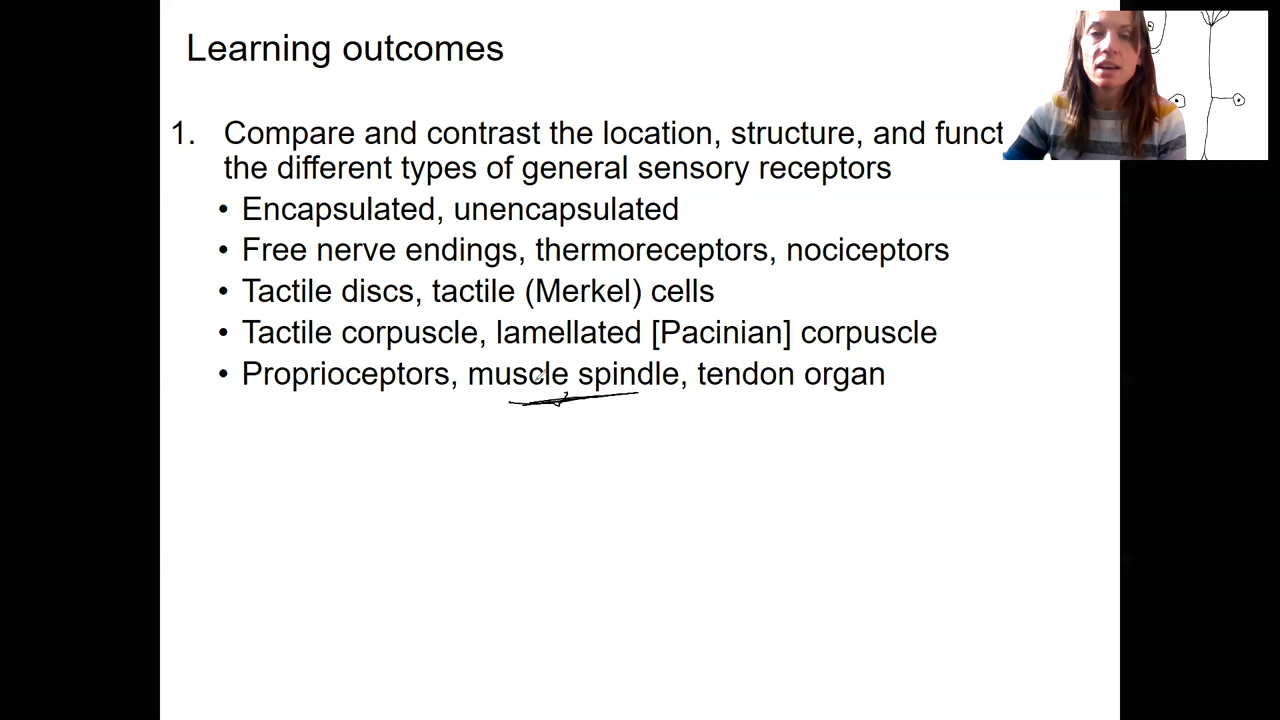 Learning outcomes
1. Compare and contrast the location, structure, and funct
the different types of general sensory receptors
• Encapsulated, unencapsulated
• Free nerve endings, thermoreceptors, nociceptors
• Tactile discs, tactile (Merkel) cells
• Tactile corpuscle, lamellated [Pacinian] corpuscle
• Proprioceptors, muscle spindle, tendon organ